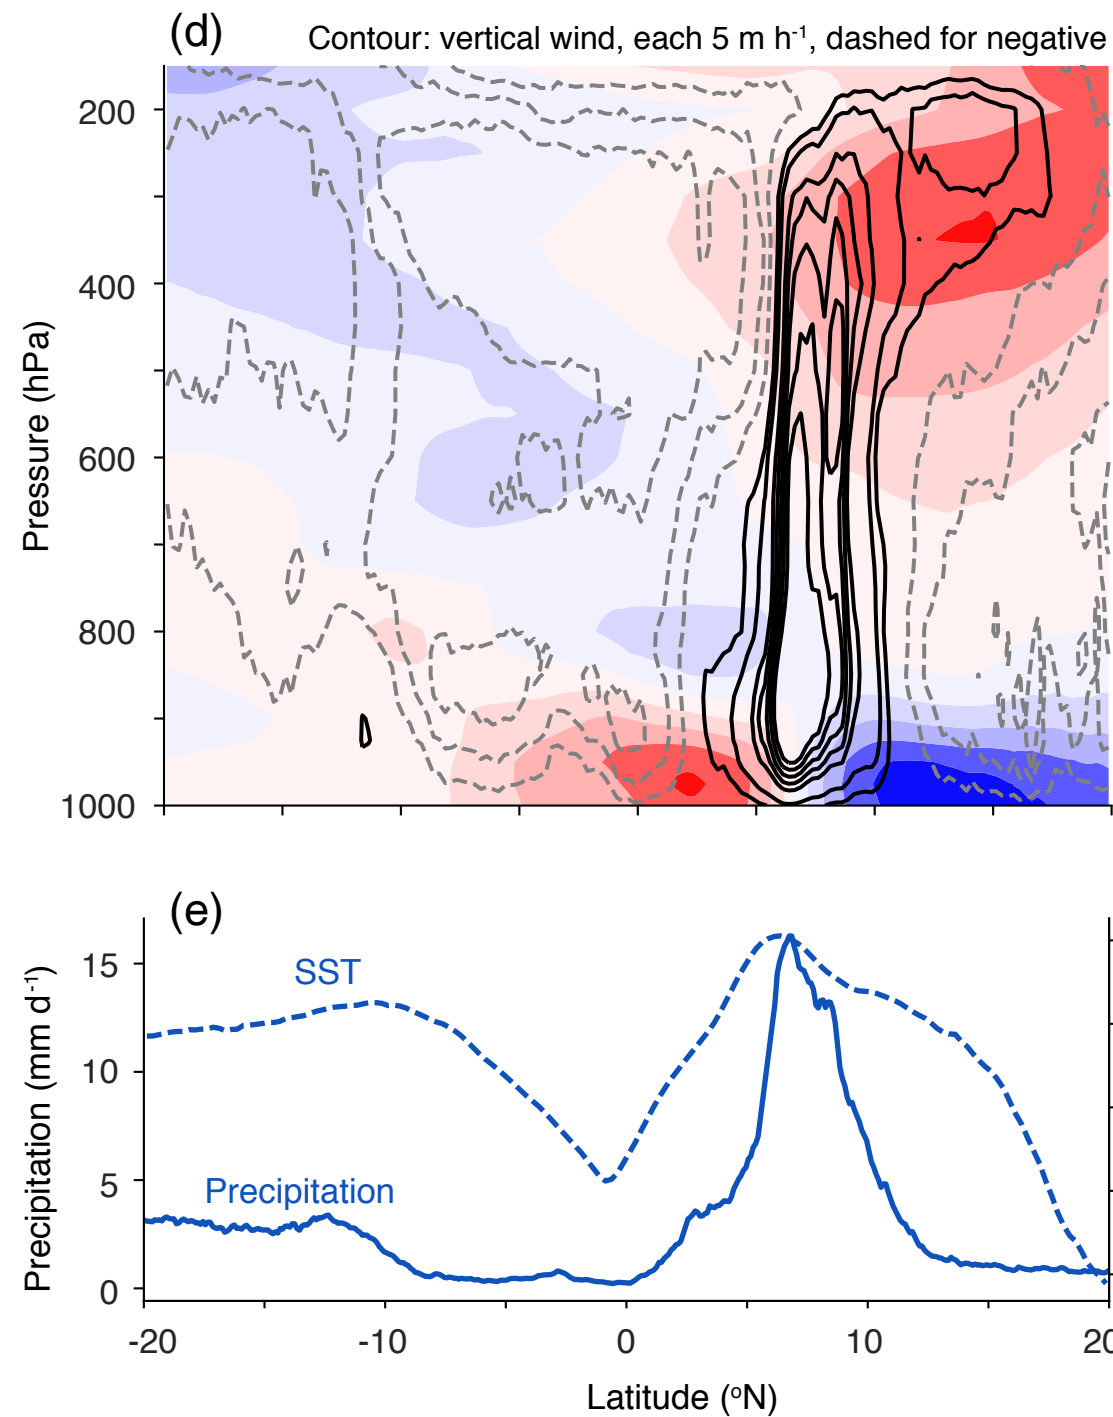 (d)
Contour: vertical wind, each 5 m h⁻¹, dashed for negative
Pressure (hPa)
200
400
600
800
1000
(e)
SST
Precipitation
Precipitation (mm d⁻¹)
15
10
5
0
-20 -10 0 10 20
Latitude (ºN)